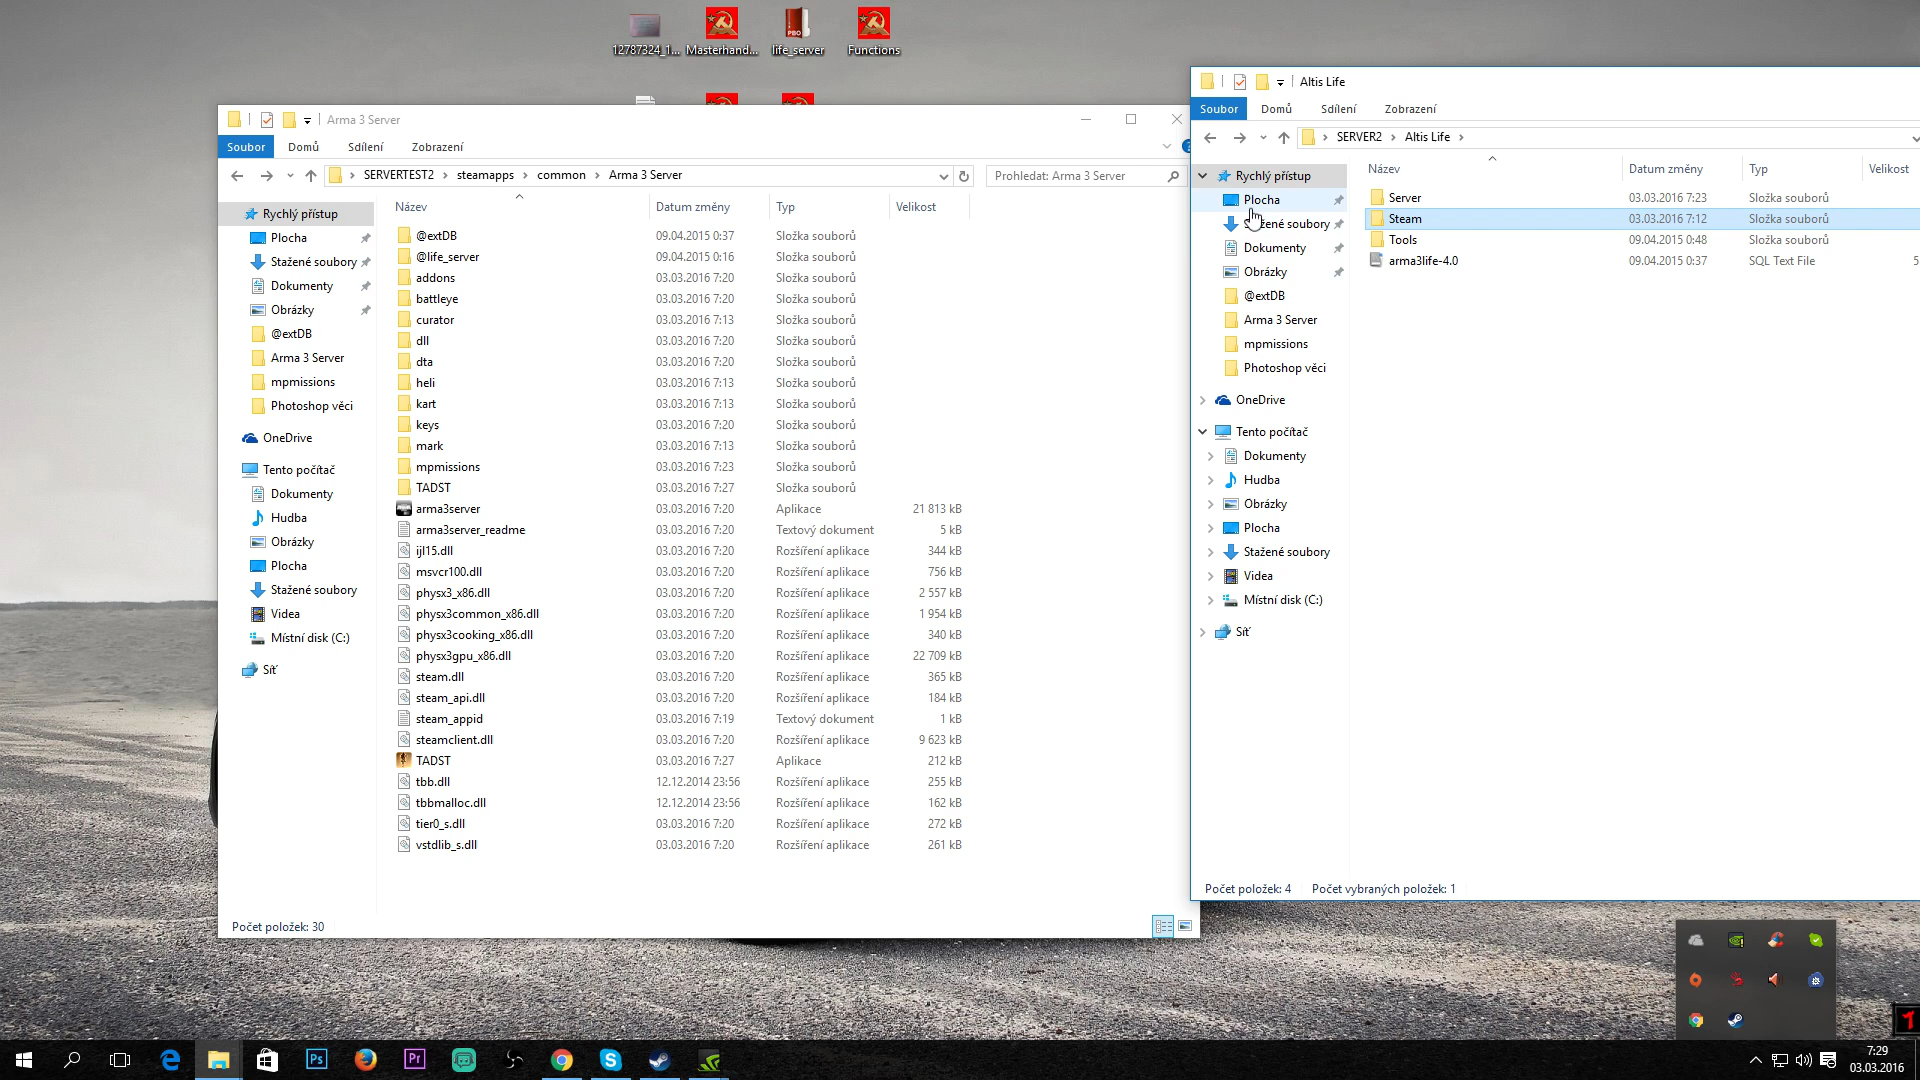 12787324_1...
Masterhand...
life_server
Functions
Arma 3 Server
Soubor
Domů
Sdílení
Zobrazení
SERVERTEST2 > steamapps > common > Arma 3 Server
Prohledat: Arma 3 Server
Rychlý přístup
Plocha
Stažené soubory
Dokumenty
Obrázky
@extDB
Arma 3 Server
mpmissions
Photoshop věci
OneDrive
Tento počítač
Dokumenty
Hudba
Obrázky
Plocha
Stažené soubory
Videa
Místní disk (C:)
Síť
Název Datum změny Typ Velikost
@extDB 09.04.2015 0:37 Složka souborů
@life_server 09.04.2015 0:16 Složka souborů
addons 03.03.2016 7:20 Složka souborů
battleye 03.03.2016 7:20 Složka souborů
curator 03.03.2016 7:13 Složka souborů
dll 03.03.2016 7:20 Složka souborů
dta 03.03.2016 7:20 Složka souborů
heli 03.03.2016 7:13 Složka souborů
kart 03.03.2016 7:13 Složka souborů
keys 03.03.2016 7:20 Složka souborů
mark 03.03.2016 7:13 Složka souborů
mpmissions 03.03.2016 7:23 Složka souborů
TADST 03.03.2016 7:27 Složka souborů
arma3server 03.03.2016 7:20 Aplikace 21 813 kB
arma3server_readme 03.03.2016 7:20 Textový dokument 5 kB
ijl15.dll 03.03.2016 7:20 Rozšíření aplikace 344 kB
msvcr100.dll 03.03.2016 7:20 Rozšíření aplikace 756 kB
physx3_x86.dll 03.03.2016 7:20 Rozšíření aplikace 2 557 kB
physx3common_x86.dll 03.03.2016 7:20 Rozšíření aplikace 1 954 kB
physx3cooking_x86.dll 03.03.2016 7:20 Rozšíření aplikace 340 kB
physx3gpu_x86.dll 03.03.2016 7:20 Rozšíření aplikace 22 709 kB
steam.dll 03.03.2016 7:20 Rozšíření aplikace 365 kB
steam_api.dll 03.03.2016 7:20 Rozšíření aplikace 184 kB
steam_appid 03.03.2016 7:19 Textový dokument 1 kB
steamclient.dll 03.03.2016 7:20 Rozšíření aplikace 9 623 kB
TADST 03.03.2016 7:27 Aplikace 212 kB
tbb.dll 12.12.2014 23:56 Rozšíření aplikace 255 kB
tbbmalloc.dll 12.12.2014 23:56 Rozšíření aplikace 162 kB
tier0_s.dll 03.03.2016 7:20 Rozšíření aplikace 272 kB
vstdlib_s.dll 03.03.2016 7:20 Rozšíření aplikace 261 kB
Počet položek: 30
Altis Life
Soubor
Domů
Sdílení
Zobrazení
SERVER2 > Altis Life >
Rychlý přístup
Plocha
žené soubory
Dokumenty
Obrázky
@extDB
Arma 3 Server
mpmissions
Photoshop věci
OneDrive
Tento počítač
Dokumenty
Hudba
Obrázky
Plocha
Stažené soubory
Videa
Místní disk (C:)
Síť
Název Datum změny Typ Velikost
Server 03.03.2016 7:23 Složka souborů
Steam 03.03.2016 7:12 Složka souborů
Tools 09.04.2015 0:48 Složka souborů
arma3life-4.0 09.04.2015 0:37 SQL Text File 5
Počet položek: 4 Počet vybraných položek: 1
Ps
Pr
1
7:29
03.03.2016